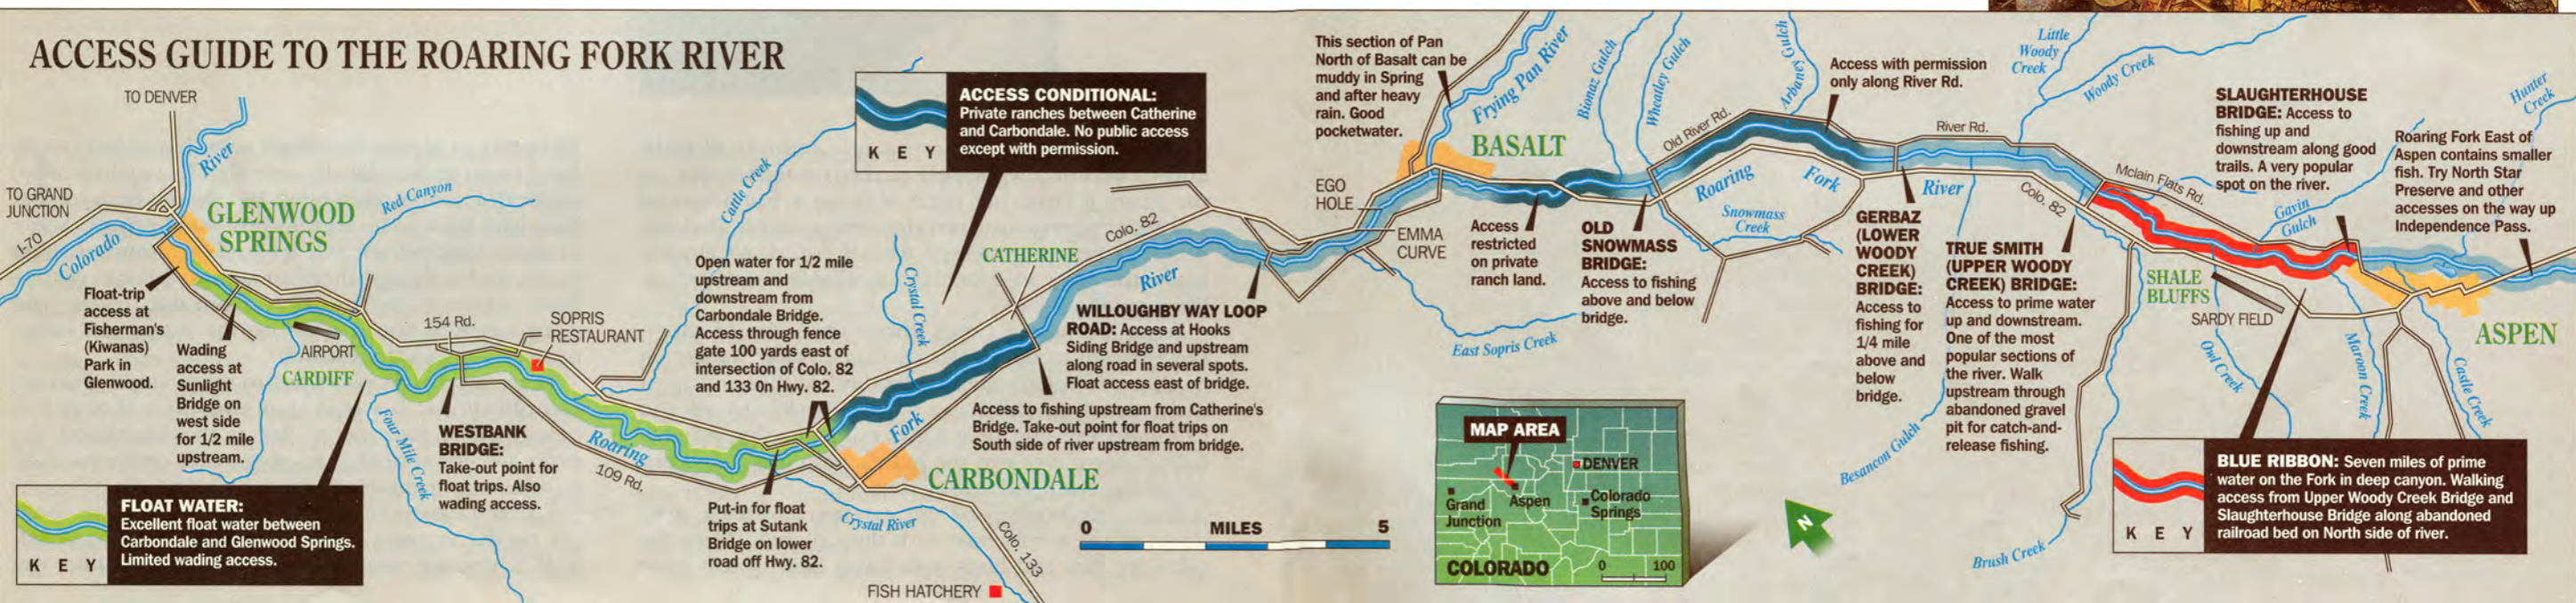 ACCESS GUIDE TO THE ROARING FORK RIVER
TO DENVER
River
TO GRAND
JUNCTION
I-70
Colorado
GLENWOOD
SPRINGS
Red Canyon
Float-trip
access at
Fisherman's
(Kiwanas)
Park in
Glenwood.
Wading
access at
Sunlight
Bridge on
west side
for 1/2 mile
upstream.
AIRPORT
CARDIFF
154 Rd.
SOPRIS
RESTAURANT
Four Mile Creek
WESTBANK
BRIDGE:
Take-out point for
float trips. Also
wading access.
Roaring
109 Rd.
KEY
FLOAT WATER:
Excellent float water between
Carbondale and Glenwood Springs.
Limited wading access.
Cattle Creek
Open water for 1/2 mile
upstream and
downstream from
Carbondale Bridge.
Access through fence
gate 100 yards east of
intersection of Colo. 82
and 133 On Hwy. 82.
Put-in for float
trips at Sutank
Bridge on lower
road off Hwy. 82.
Crystal River
FISH HATCHERY
Colo. 133
CARBONDALE
Fork
Crystal Creek
KEY
ACCESS CONDITIONAL:
Private ranches between Catherine
and Carbondale. No public access
except with permission.
CATHERINE
Colo. 82
River
WILLOUGHBY WAY LOOP
ROAD: Access at Hooks
Siding Bridge and upstream
along road in several spots.
Float access east of bridge.
Access to fishing upstream from Catherine's
Bridge. Take-out point for float trips on
South side of river upstream from bridge.
0 MILES 5
This section of Pan
North of Basalt can be
muddy in Spring
and after heavy
rain. Good
pocketwater.
Frying Pan River
BASALT
EGO
HOLE
EMMA
CURVE
East Sopris Creek
Access
restricted
on private
ranch land.
Bionaz Gulch
Wheatley Gulch
Old River Rd.
OLD
SNOWMASS
BRIDGE:
Access to fishing
above and below
bridge.
Arbaney Gulch
Access with permission
only along River Rd.
Roaring Fork River
Snowmass
Creek
GERBAZ
(LOWER
WOODY
CREEK)
BRIDGE:
Access to
fishing for
1/4 mile
above and
below
bridge.
River Rd.
Little
Woody
Creek
Woody Creek
Colo. 82
TRUE SMITH
(UPPER WOODY
CREEK) BRIDGE:
Access to prime water
up and downstream.
One of the most
popular sections of
the river. Walk
upstream through
abandoned gravel
pit for catch-and-
release fishing.
Besancon Gulch
Brush Creek
Mclain Flats Rd.
SLAUGHTERHOUSE
BRIDGE: Access to
fishing up and
downstream along good
trails. A very popular
spot on the river.
Gavin
Gulch
Hunter
Creek
Roaring Fork East of
Aspen contains smaller
fish. Try North Star
Preserve and other
accesses on the way up
Independence Pass.
SHALE
BLUFFS
SARDY FIELD
Owl Creek
Maroon Creek
Castle Creek
ASPEN
KEY
BLUE RIBBON: Seven miles of prime
water on the Fork in deep canyon. Walking
access from Upper Woody Creek Bridge and
Slaughterhouse Bridge along abandoned
railroad bed on North side of river.
MAP AREA
DENVER
Grand
Junction
Aspen
Colorado
Springs
COLORADO
0 100
N